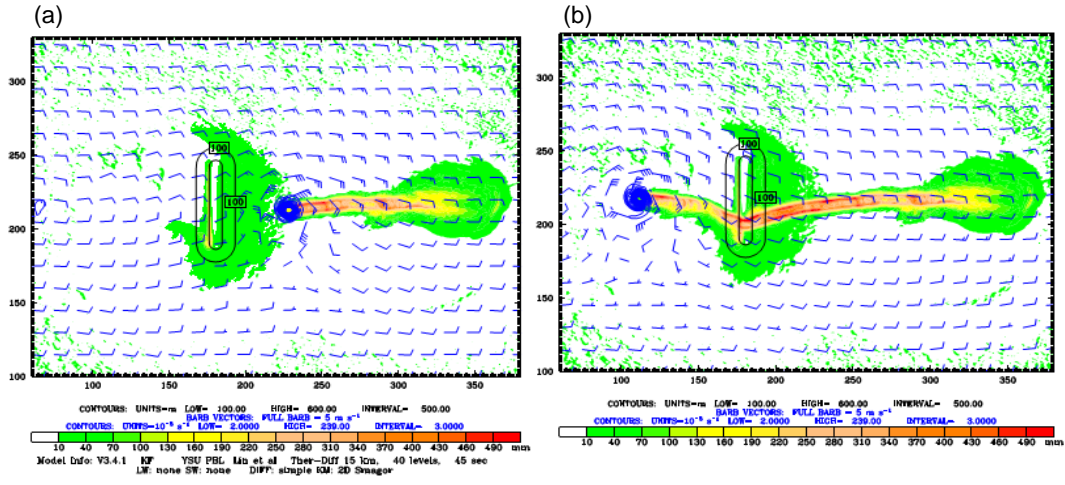 (a)
(b)
300
250
200
150
100
100
100
100
150
200
250
300
350
CONTOURS: UNITS=m LOW= 100.00 HIGH= 600.00 INTERVAL= 500.00
BARB VECTORS: FULL BARB = 5 m s⁻¹
CONTOURS: UNITS=10⁻⁵ s⁻¹ LOW= 2.0000 HIGH= 239.00 INTERVAL= 3.0000
10 40 70 100 130 160 190 220 250 280 310 340 370 400 430 460 490 mm
Model Info: V3.4.1 KF YSU PBL Lin et al Ther-Diff 15 km, 40 levels, 45 sec
LW: none SW: none DIFF: simple KM: 2D Smagor
300
250
200
150
100
100
100
100
150
200
250
300
350
CONTOURS: UNITS=m LOW= 100.00 HIGH= 600.00 INTERVAL= 500.00
BARB VECTORS: FULL BARB = 5 m s⁻¹
CONTOURS: UNITS=10⁻⁵ s⁻¹ LOW= 2.0000 HIGH= 239.00 INTERVAL= 3.0000
10 40 70 100 130 160 190 220 250 280 310 340 370 400 430 460 490 mm